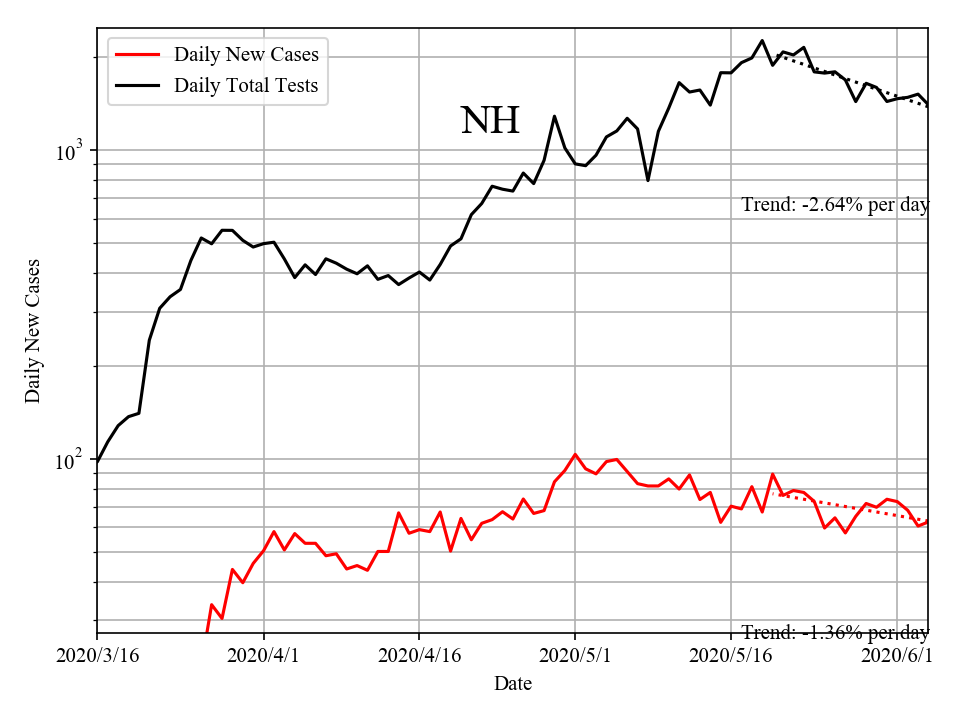 Daily New Cases
Daily Total Tests
NH
10^3
Trend: -2.64% per day
Daily New Cases
10^2
Trend: -1.36% per day
2020/3/16 2020/4/1 2020/4/16 2020/5/1 2020/5/16 2020/6/1
Date